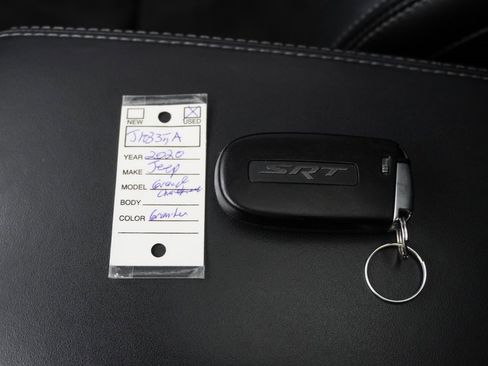 NEW USED
YEAR 2020
MAKE Jeep
MODEL Grand
Cherokee
BODY
COLOR Granite
SRT